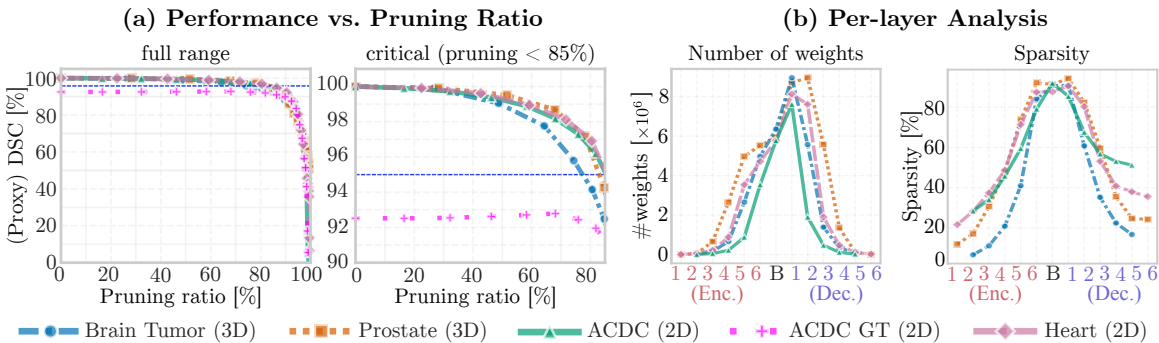 (a) Performance vs. Pruning Ratio
(b) Per-layer Analysis
full range
critical (pruning < 85%)
Number of weights
Sparsity
(Proxy) DSC [%]
100
80
60
40
20
0
0
20
40
60
80
100
Pruning ratio [%]
100
98
96
94
92
90
0
20
40
60
80
Pruning ratio [%]
# weights [×10⁶]
8
6
4
2
0
1 2 3 4 5 6 B 1 2 3 4 5 6
(Enc.) (Dec.)
Sparsity [%]
80
60
40
20
0
1 2 3 4 5 6 B 1 2 3 4 5 6
(Enc.) (Dec.)
Brain Tumor (3D)
Prostate (3D)
ACDC (2D)
ACDC GT (2D)
Heart (2D)